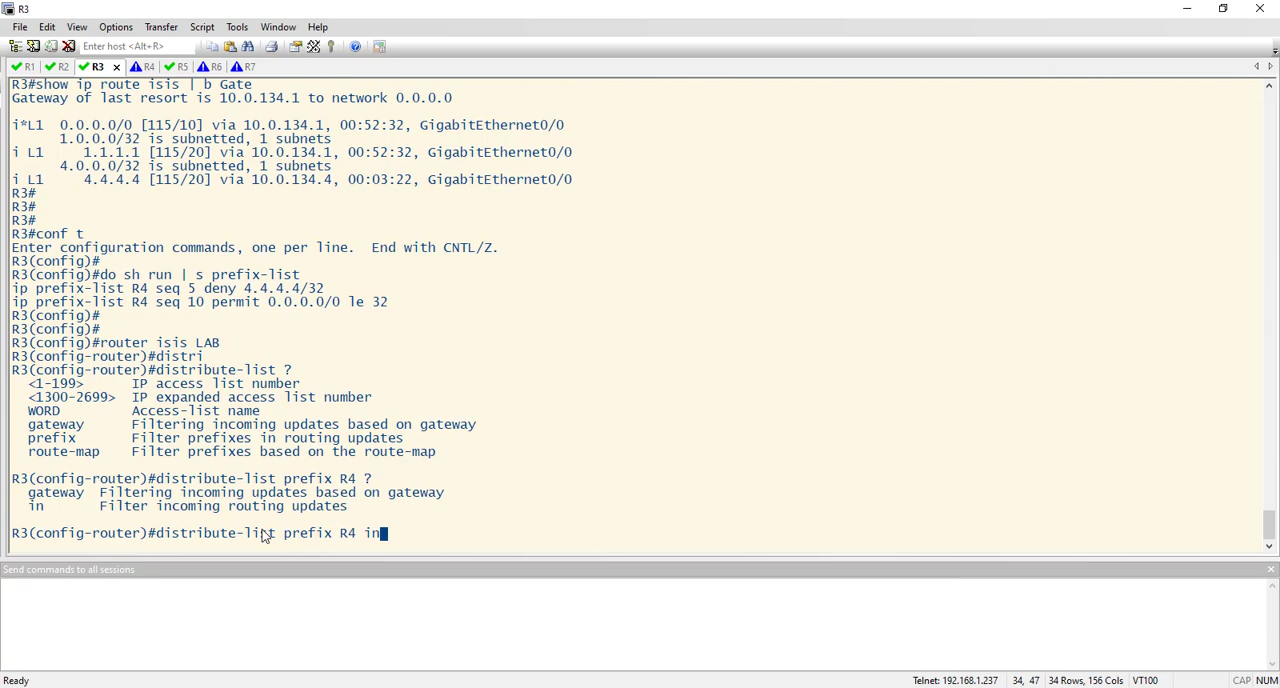 R3
File Edit View Options Transfer Script Tools Window Help
Enter host <Alt+R>
R1 R2 R3 R4 R5 R6 R7
R3#show ip route isis | b Gate
Gateway of last resort is 10.0.134.1 to network 0.0.0.0
i*L1  0.0.0.0/0 [115/10] via 10.0.134.1, 00:52:32, GigabitEthernet0/0
1.0.0.0/32 is subnetted, 1 subnets
i L1     1.1.1.1 [115/20] via 10.0.134.1, 00:52:32, GigabitEthernet0/0
4.0.0.0/32 is subnetted, 1 subnets
i L1     4.4.4.4 [115/20] via 10.0.134.4, 00:03:22, GigabitEthernet0/0
R3#
R3#
R3#
R3#conf t
Enter configuration commands, one per line.  End with CNTL/Z.
R3(config)#
R3(config)#do sh run | s prefix-list
ip prefix-list R4 seq 5 deny 4.4.4.4/32
ip prefix-list R4 seq 10 permit 0.0.0.0/0 le 32
R3(config)#
R3(config)#
R3(config)#router isis LAB
R3(config-router)#distri
R3(config-router)#distribute-list ?
<1-199>      IP access list number
<1300-2699>  IP expanded access list number
WORD         Access-list name
gateway      Filtering incoming updates based on gateway
prefix       Filter prefixes in routing updates
route-map    Filter prefixes based on the route-map
R3(config-router)#distribute-list prefix R4 ?
gateway  Filtering incoming updates based on gateway
in       Filter incoming routing updates
R3(config-router)#distribute-list prefix R4 in
Send commands to all sessions
Ready Telnet: 192.168.1.237 34, 47 34 Rows, 156 Cols VT100 CAP NUM